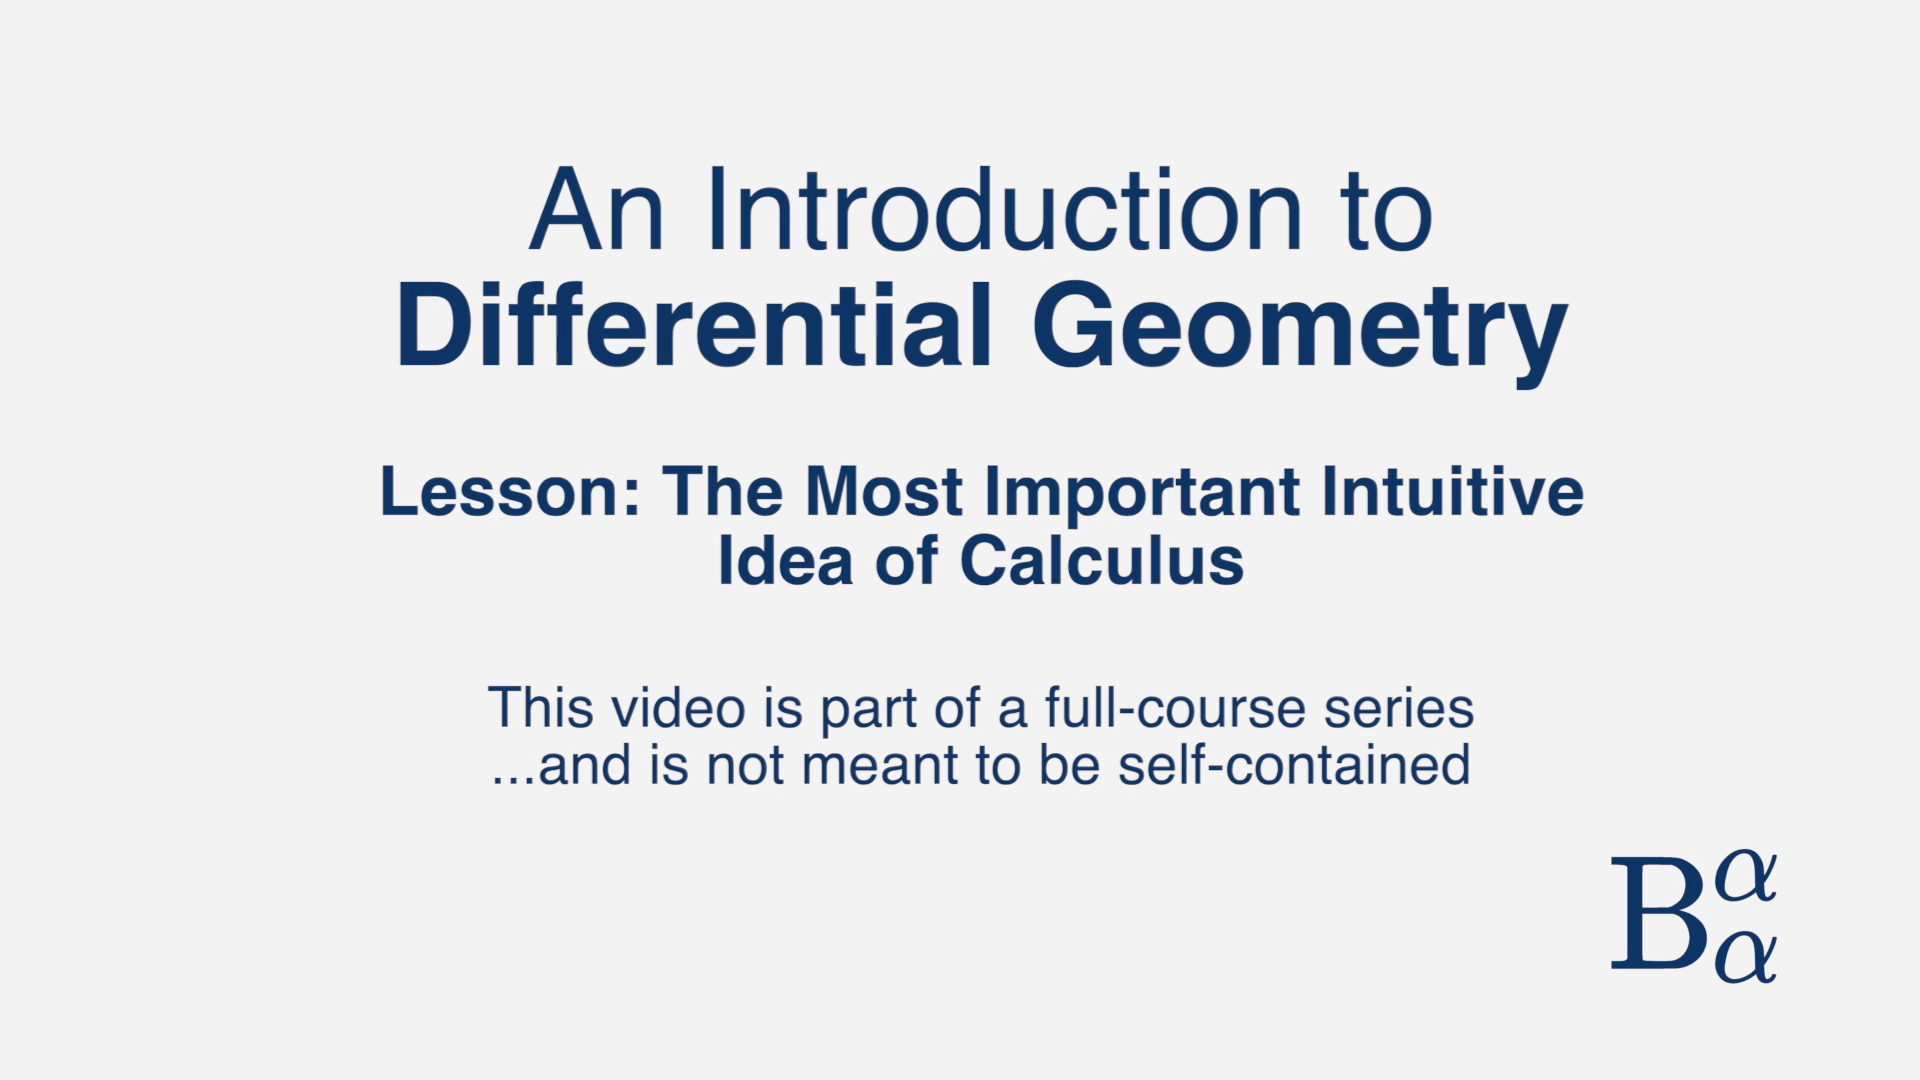 An Introduction to
Differential Geometry
Lesson: The Most Important Intuitive
Idea of Calculus
This video is part of a full-course series
...and is not meant to be self-contained
B^α_α